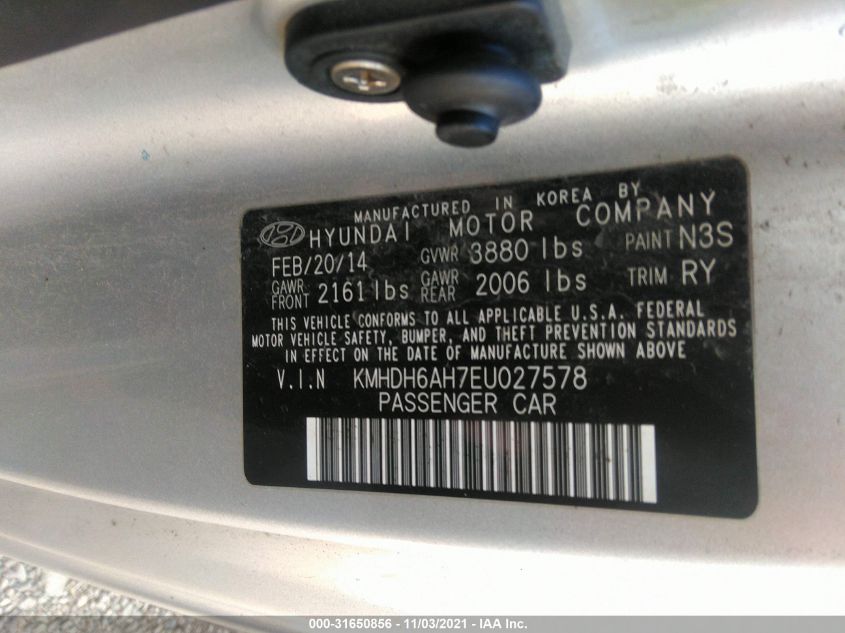 MANUFACTURED IN KOREA BY
HYUNDAI MOTOR COMPANY
FEB/20/14 GVWR 3880 lbs PAINT N3S
GAWR FRONT 2161 lbs GAWR REAR 2006 lbs TRIM RY
THIS VEHICLE CONFORMS TO ALL APPLICABLE U.S.A. FEDERAL
MOTOR VEHICLE SAFETY, BUMPER, AND THEFT PREVENTION STANDARDS
IN EFFECT ON THE DATE OF MANUFACTURE SHOWN ABOVE
V.I.N KMHDH6AH7EU027578
PASSENGER CAR
000-31650856 - 11/03/2021 - IAA Inc.